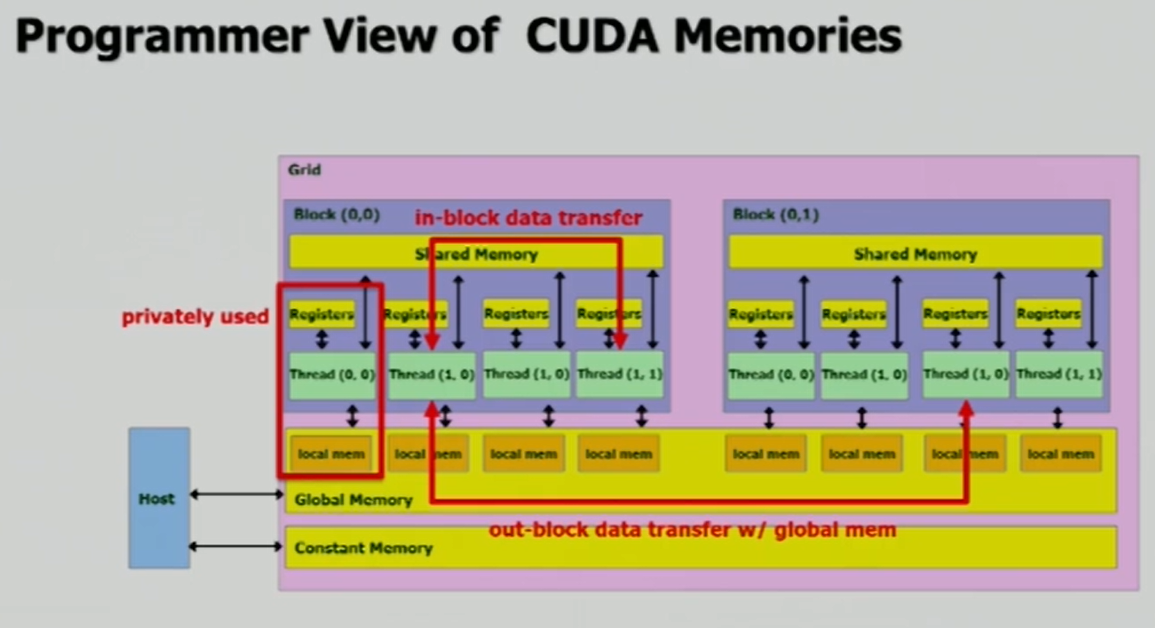 Programmer View of CUDA Memories
Grid
Block (0,0)
in-block data transfer
Block (0,1)
Shared Memory
Shared Memory
privately used
Registers
Registers
Registers
Registers
Registers
Registers
Registers
Registers
Thread (0, 0)
Thread (1, 0)
Thread (1, 0)
Thread (1, 1)
Thread (0, 0)
Thread (1, 0)
Thread (1, 0)
Thread (1, 1)
local mem
local mem
local mem
local mem
local mem
local mem
local mem
local mem
Host
Global Memory
out-block data transfer w/ global mem
Constant Memory